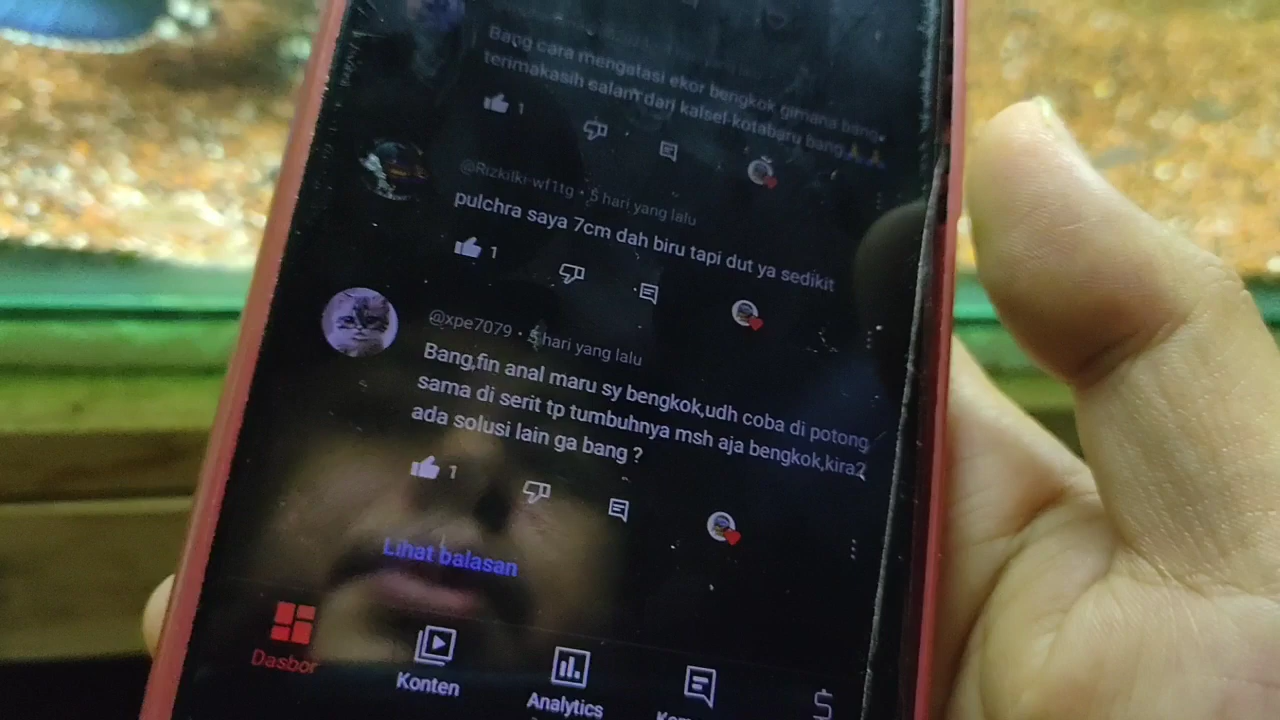 Bang cara mengatasi ekor bengkok gimana bang,
terimakasih salam dari kalsel-kotabaru bang🙏🙏
1
@Rizkilki-wf1tg • 5 hari yang lalu
pulchra saya 7cm dah biru tapi dut ya sedikit
1
@xpe7079 • 5 hari yang lalu
Bang,fin anal maru sy bengkok,udh coba di potong
sama di serit tp tumbuhnya msh aja bengkok,kira2
ada solusi lain ga bang ?
1
Lihat balasan
Dasbor
Konten
Analytics
$